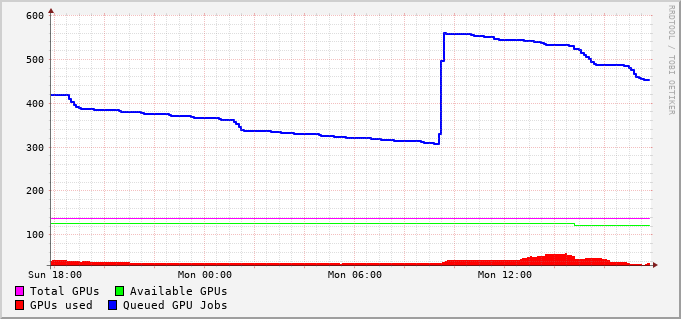 600
500
400
300
200
100
Sun 18:00 Mon 00:00 Mon 06:00 Mon 12:00
Total GPUs Available GPUs
GPUs used Queued GPU Jobs
RRDTOOL / TOBI OETIKER